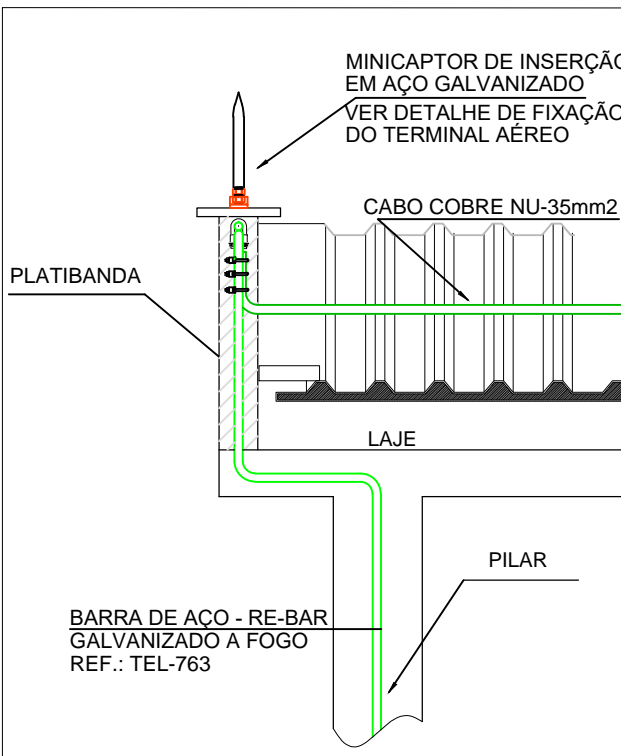 MINICAPTOR DE INSERÇÃO
EM AÇO GALVANIZADO
VER DETALHE DE FIXAÇÃO
DO TERMINAL AÉREO
CABO COBRE NU-35mm2
PLATIBANDA
LAJE
PILAR
BARRA DE AÇO - RE-BAR
GALVANIZADO A FOGO
REF.: TEL-763